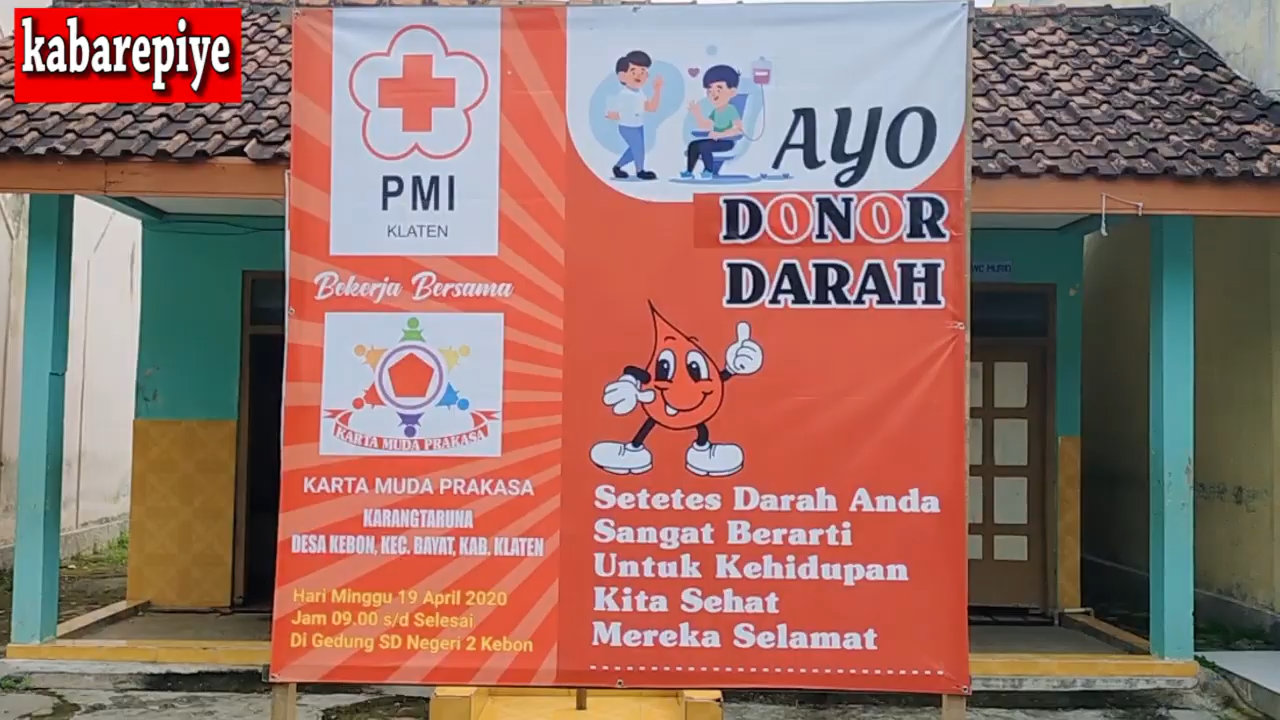 kabarepiye
PMI
KLATEN
Bekerja Bersama
KARTA MUDA PRAKASA
KARTA MUDA PRAKASA
KARANGTARUNA
DESA KEBON, KEC. BAYAT, KAB. KLATEN
Hari Minggu 19 April 2020
Jam 09.00 s/d Selesai
Di Gedung SD Negeri 2 Kebon
AYO
DONOR
DARAH
Setetes Darah Anda
Sangat Berarti
Untuk Kehidupan
Kita Sehat
Mereka Selamat